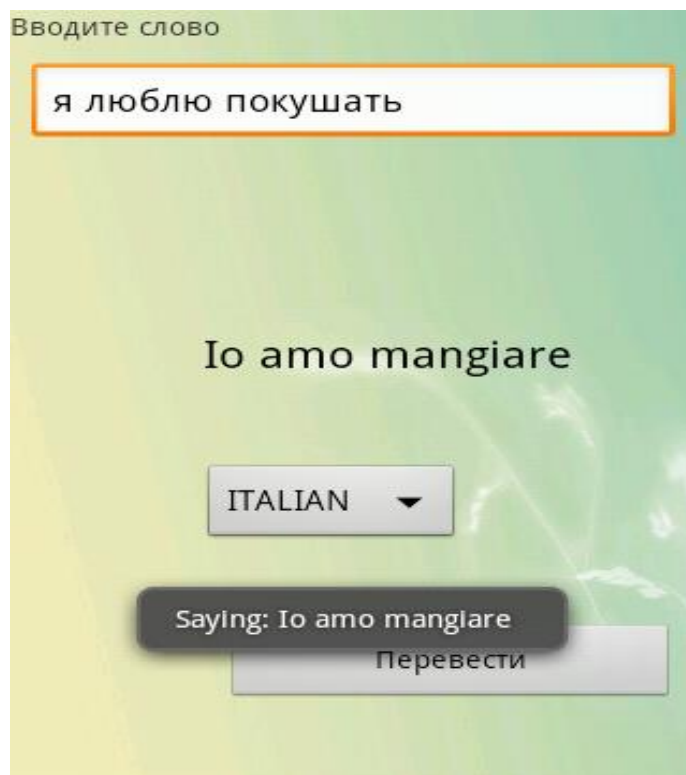 Вводите слово
я люблю покушать
Io amo mangiare
ITALIAN
Saying: Io amo mangiare
Перевести